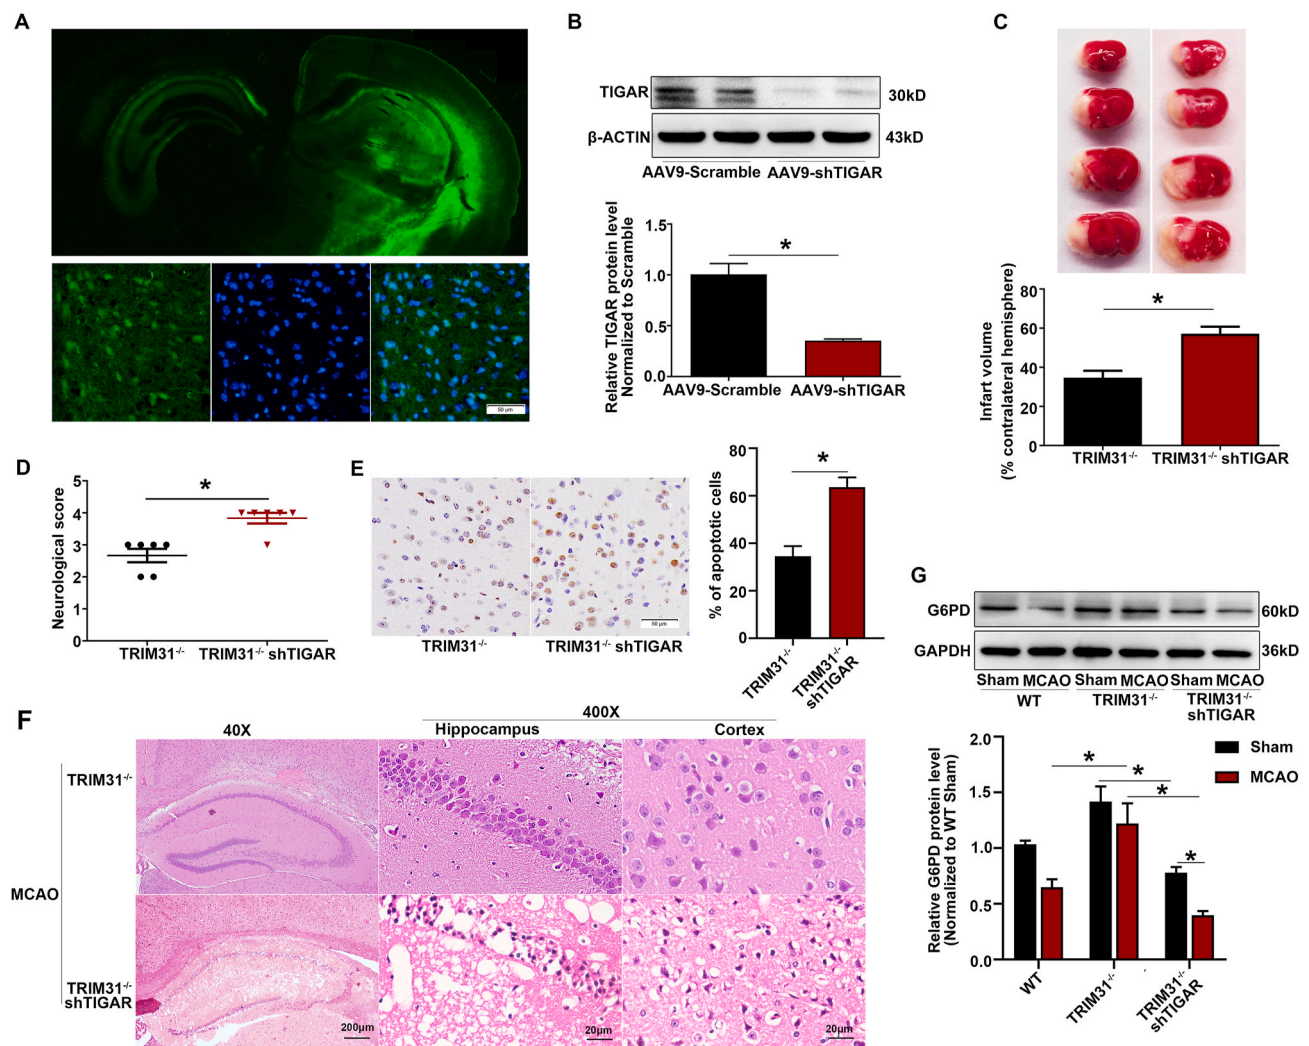 A
50 μm
B
TIGAR
30kD
β-ACTIN
43kD
AAV9-Scramble AAV9-shTIGAR
Relative TIGAR protein level
Normalized to Scramble
1.5
1.0
0.5
0.0
*
AAV9-Scramble AAV9-shTIGAR
C
Infart volume
(% contralateral hemisphere)
80
60
40
20
0
*
TRIM31-/- TRIM31-/- shTIGAR
D
Neurological score
5
4
3
2
1
0
*
TRIM31-/- TRIM31-/- shTIGAR
E
50 μm
TRIM31-/- TRIM31-/- shTIGAR
% of apoptotic cells
80
60
40
20
0
*
TRIM31-/-
TRIM31-/-
shTIGAR
F
400X
40X Hippocampus Cortex
MCAO
TRIM31-/-
TRIM31-/-
shTIGAR
200μm
20μm
20μm
G
G6PD
60kD
GAPDH
36kD
Sham MCAO Sham MCAO Sham MCAO
WT TRIM31-/- TRIM31-/-
shTIGAR
Relative G6PD protein level
(Normalized to WT Sham)
2.0
1.5
1.0
0.5
0.0
Sham
MCAO
* * * *
WT
TRIM31-/-
TRIM31-/-
shTIGAR